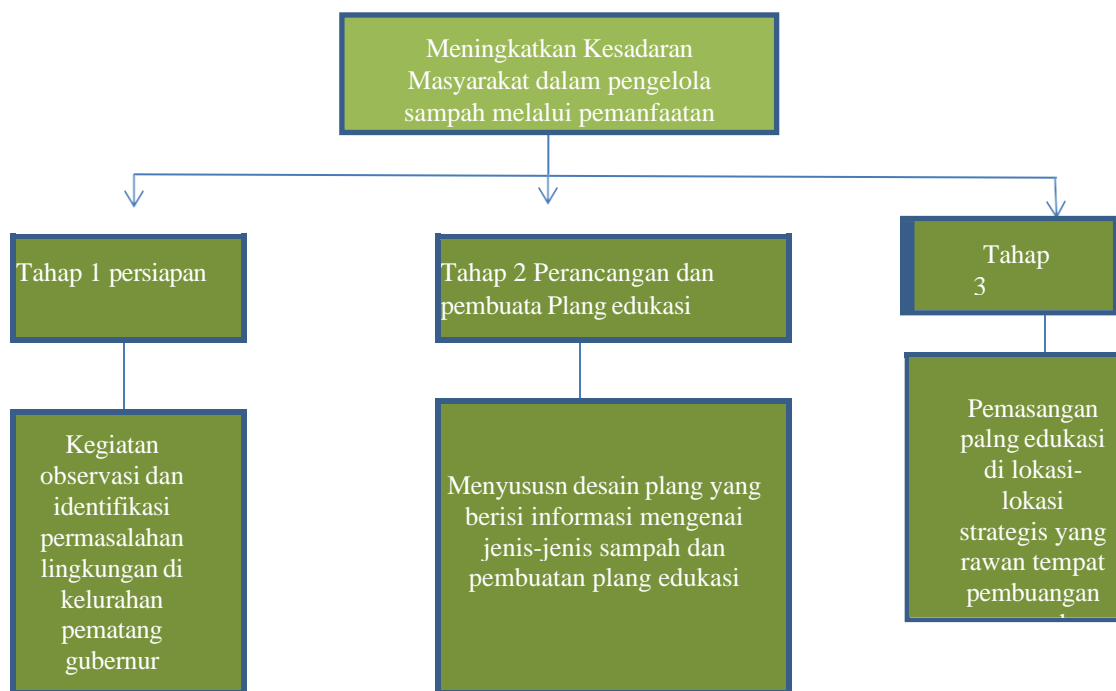 Meningkatkan Kesadaran
Masyarakat dalam pengelola
sampah melalui pemanfaatan
Tahap 1 persiapan
Tahap 2 Perancangan dan
pembuata Plang edukasi
Tahap
3
Kegiatan
observasi dan
identifikasi
permasalahan
lingkungan di
kelurahan
pematang
gubernur
Menyususn desain plang yang
berisi informasi mengenai
jenis-jenis sampah dan
pembuatan plang edukasi
Pemasangan
palng edukasi
di lokasi-
lokasi
strategis yang
rawan tempat
pembuangan